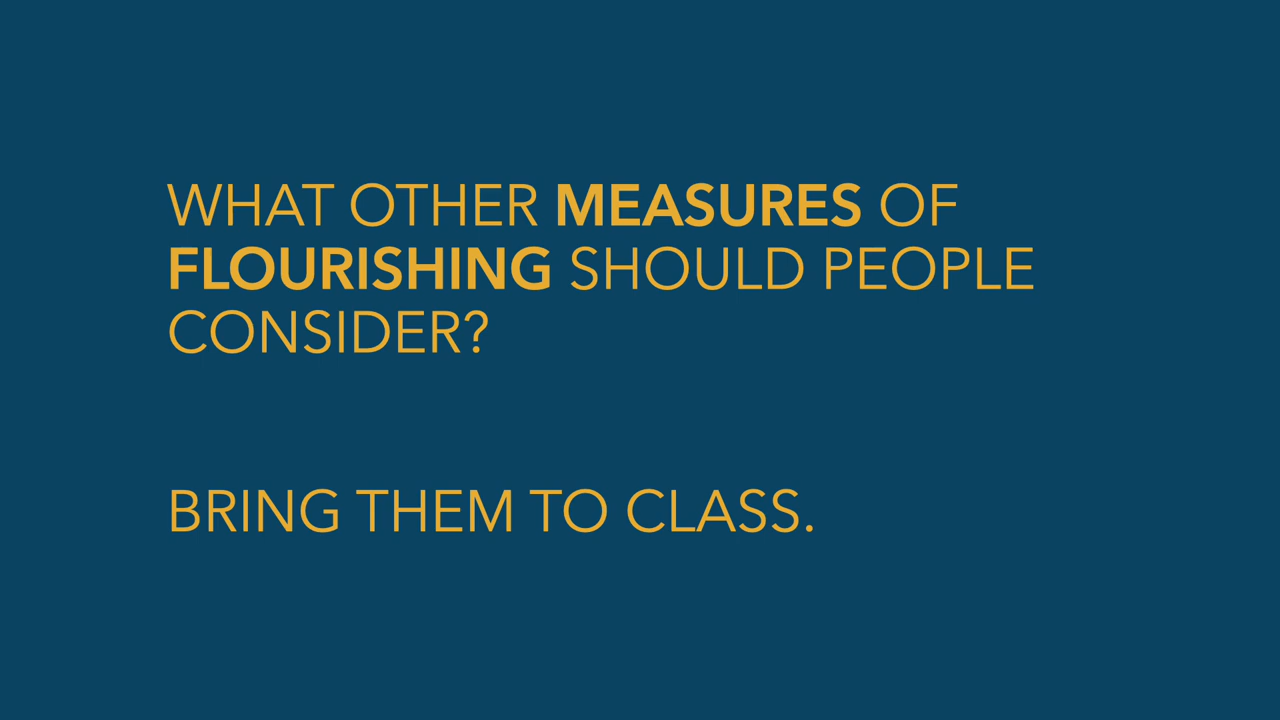 WHAT OTHER MEASURES OF
FLOURISHING SHOULD PEOPLE
CONSIDER?
BRING THEM TO CLASS.